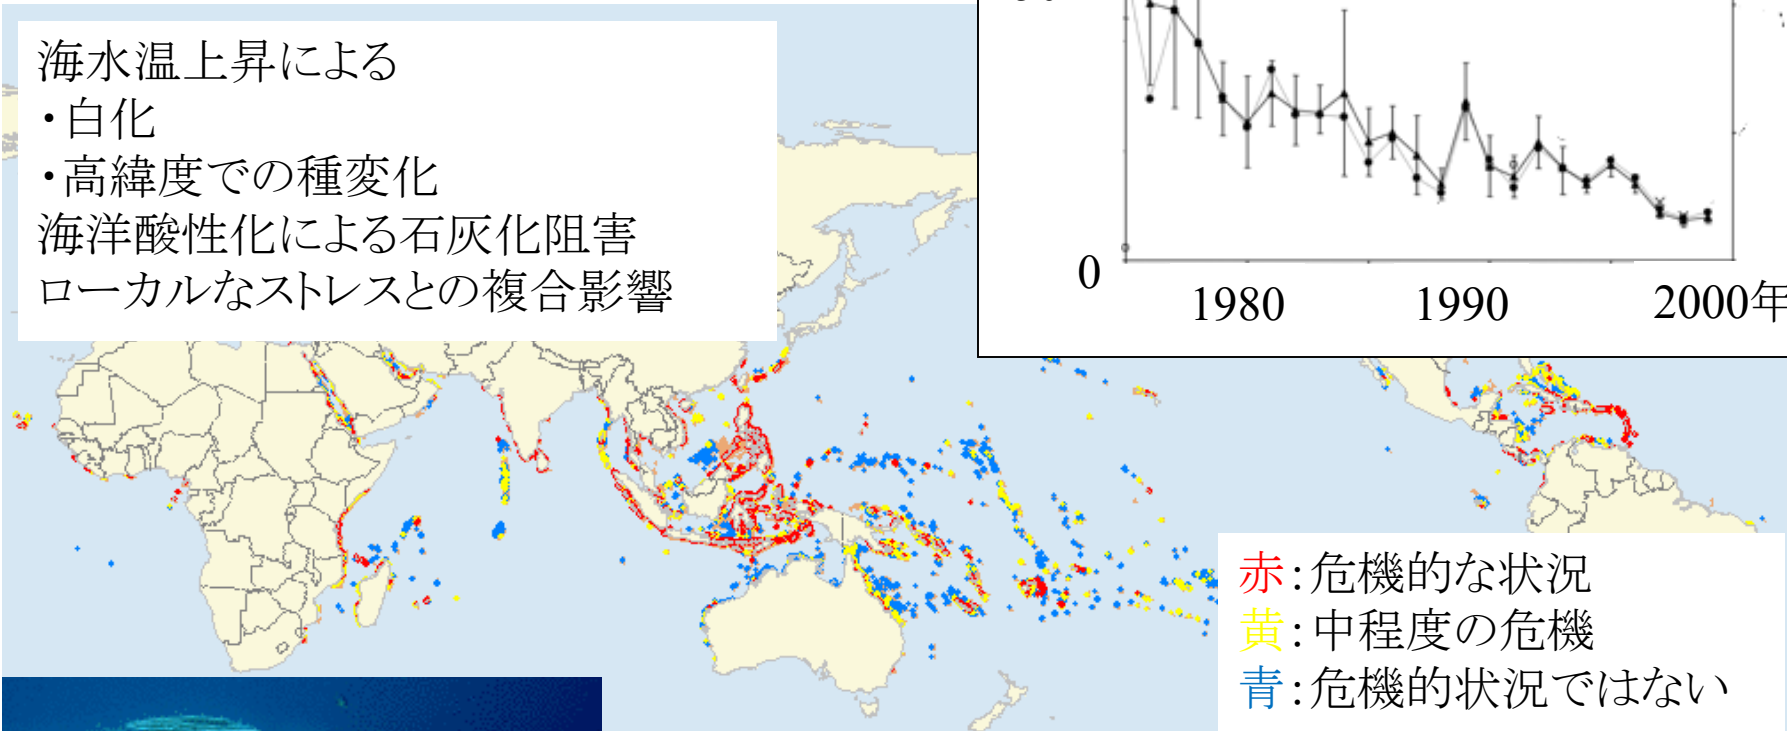 海水温上昇による
・白化
・高緯度での種変化
海洋酸性化による石灰化阻害
ローカルなストレスとの複合影響
0
1980 1990 2000年
赤:危機的な状況
黄:中程度の危機
青:危機的状況ではない